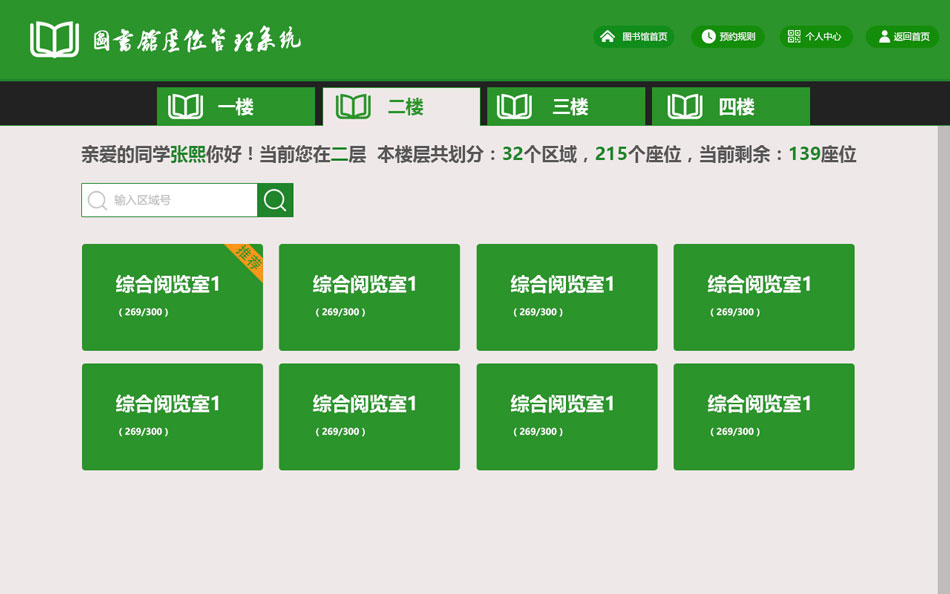 圖書館座位管理系统
图书馆首页 预约规则 个人中心 返回首页
一楼 二楼 三楼 四楼
亲爱的同学张熙你好！当前您在二层 本楼层共划分：32个区域，215个座位，当前剩余：139座位
输入区域号
推荐
综合阅览室1 综合阅览室1 综合阅览室1 综合阅览室1
（269/300） （269/300） （269/300） （269/300）
综合阅览室1 综合阅览室1 综合阅览室1 综合阅览室1
（269/300） （269/300） （269/300） （269/300）